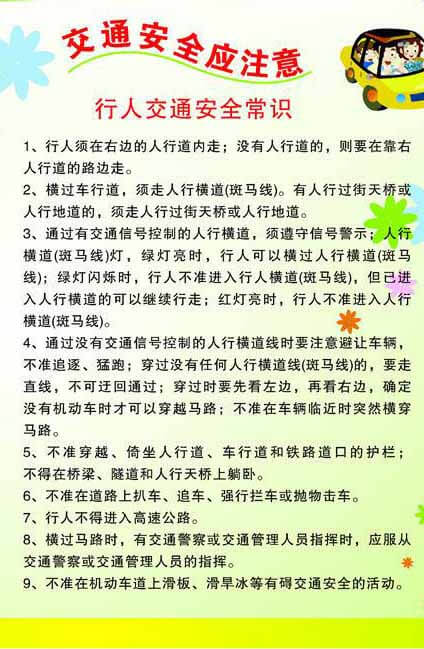 交通安全应注意
行人交通安全常识
1、行人须在右边的人行道内走；没有人行道的，则要在靠右
人行道的路边走。
2、横过车行道，须走人行横道(斑马线)。有人行过街天桥或
人行地道的，须走人行过街天桥或人行地道。
3、通过有交通信号控制的人行横道，须遵守信号警示；人行
横道(斑马线)灯，绿灯亮时，行人可以横过人行横道(斑马
线)；绿灯闪烁时，行人不准进入行人横道(斑马线)，但已进
入人行横道的可以继续行走；红灯亮时，行人不准进入人行
横道(斑马线)。
4、通过没有交通信号控制的人行横道线时要注意避让车辆，
不准追逐、猛跑；穿过没有任何人行横道线(斑马线)的，要走
直线，不可迂回通过；穿过时要先看左边，再看右边，确定
没有机动车时才可以穿越马路；不准在车辆临近时突然横穿
马路。
5、不准穿越、倚坐人行道、车行道和铁路道口的护栏；
不得在桥梁、隧道和人行天桥上躺卧。
6、不准在道路上扒车、追车、强行拦车或抛物击车。
7、行人不得进入高速公路。
8、横过马路时，有交通警察或交通管理人员指挥时，应服从
交通警察或交通管理人员的指挥。
9、不准在机动车道上滑板、滑旱冰等有碍交通安全的活动。